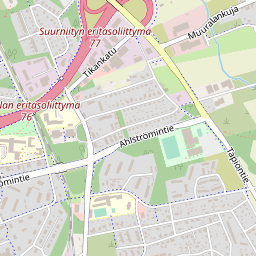 Suurniityn eritasoliittymä
77
Muuralankuja
Tikankatu
lan eritasoliittymä
76
Ahlströmintie
ömintie
Tapiontie